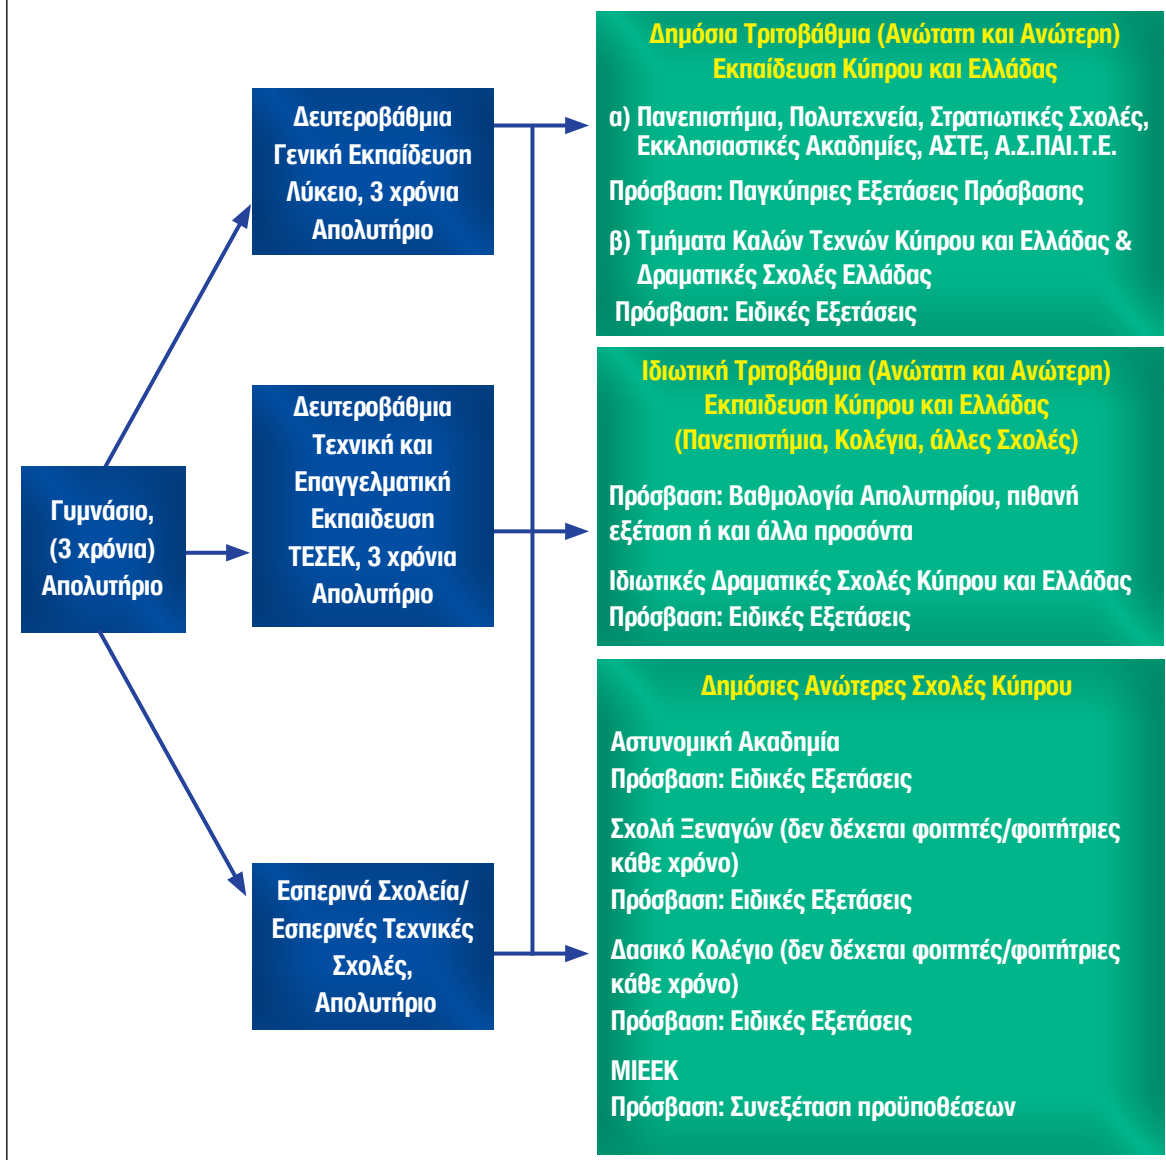 Γυμνάσιο,
(3 χρόνια)
Απολυτήριο
Δευτεροβάθμια
Γενική Εκπαίδευση
Λύκειο, 3 χρόνια
Απολυτήριο
Δευτεροβάθμια
Τεχνική και
Επαγγελματική
Εκπαιδευση
ΤΕΣΕΚ, 3 χρόνια
Απολυτήριο
Εσπερινά Σχολεία/
Εσπερινές Τεχνικές
Σχολές,
Απολυτήριο
Δημόσια Τριτοβάθμια (Ανώτατη και Ανώτερη)
Εκπαίδευση Κύπρου και Ελλάδας
α) Πανεπιστήμια, Πολυτεχνεία, Στρατιωτικές Σχολές,
Εκκλησιαστικές Ακαδημίες, ΑΣΤΕ, Α.Σ.ΠΑΙ.Τ.Ε.
Πρόσβαση: Παγκύπριες Εξετάσεις Πρόσβασης
β) Τμήματα Καλών Τεχνών Κύπρου και Ελλάδας &
Δραματικές Σχολές Ελλάδας
Πρόσβαση: Ειδικές Εξετάσεις
Ιδιωτική Τριτοβάθμια (Ανώτατη και Ανώτερη)
Εκπαιδευση Κύπρου και Ελλάδας
(Πανεπιστήμια, Κολέγια, άλλες Σχολές)
Πρόσβαση: Βαθμολογία Απολυτηρίου, πιθανή
εξέταση ή και άλλα προσόντα
Ιδιωτικές Δραματικές Σχολές Κύπρου και Ελλάδας
Πρόσβαση: Ειδικές Εξετάσεις
Δημόσιες Ανώτερες Σχολές Κύπρου
Αστυνομική Ακαδημία
Πρόσβαση: Ειδικές Εξετάσεις
Σχολή Ξεναγών (δεν δέχεται φοιτητές/φοιτήτριες
κάθε χρόνο)
Πρόσβαση: Ειδικές Εξετάσεις
Δασικό Κολέγιο (δεν δέχεται φοιτητές/φοιτήτριες
κάθε χρόνο)
Πρόσβαση: Ειδικές Εξετάσεις
ΜΙΕΕΚ
Πρόσβαση: Συνεξέταση προϋποθέσεων